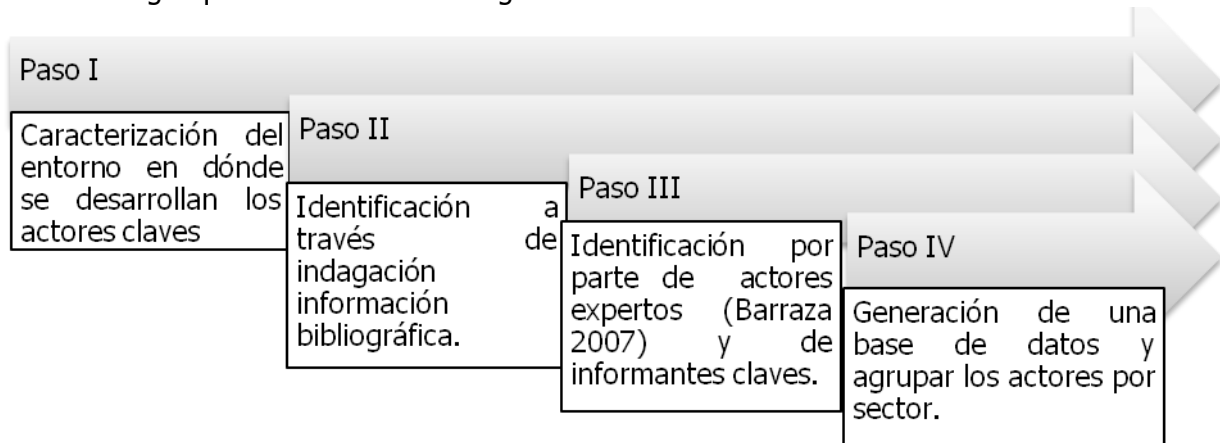 Paso I
Caracterización del
entorno en dónde
se desarrollan los
actores claves
Paso II
Identificación a
través de
indagación
información
bibliográfica.
Paso III
Identificación por
parte de actores
expertos (Barraza
2007) y de
informantes claves.
Paso IV
Generación de una
base de datos y
agrupar los actores por
sector.